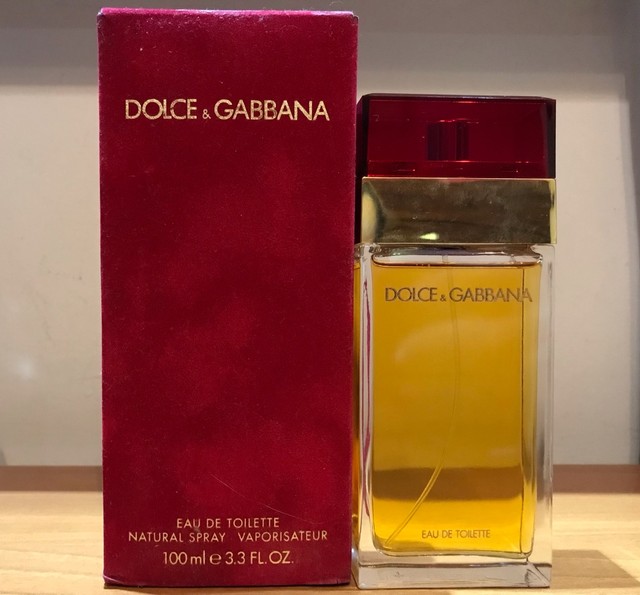 DOLCE & GABBANA
EAU DE TOILETTE
NATURAL SPRAY VAPORISATEUR
100 ml ℮ 3.3 FL.OZ.
DOLCE & GABBANA
EAU DE TOILETTE